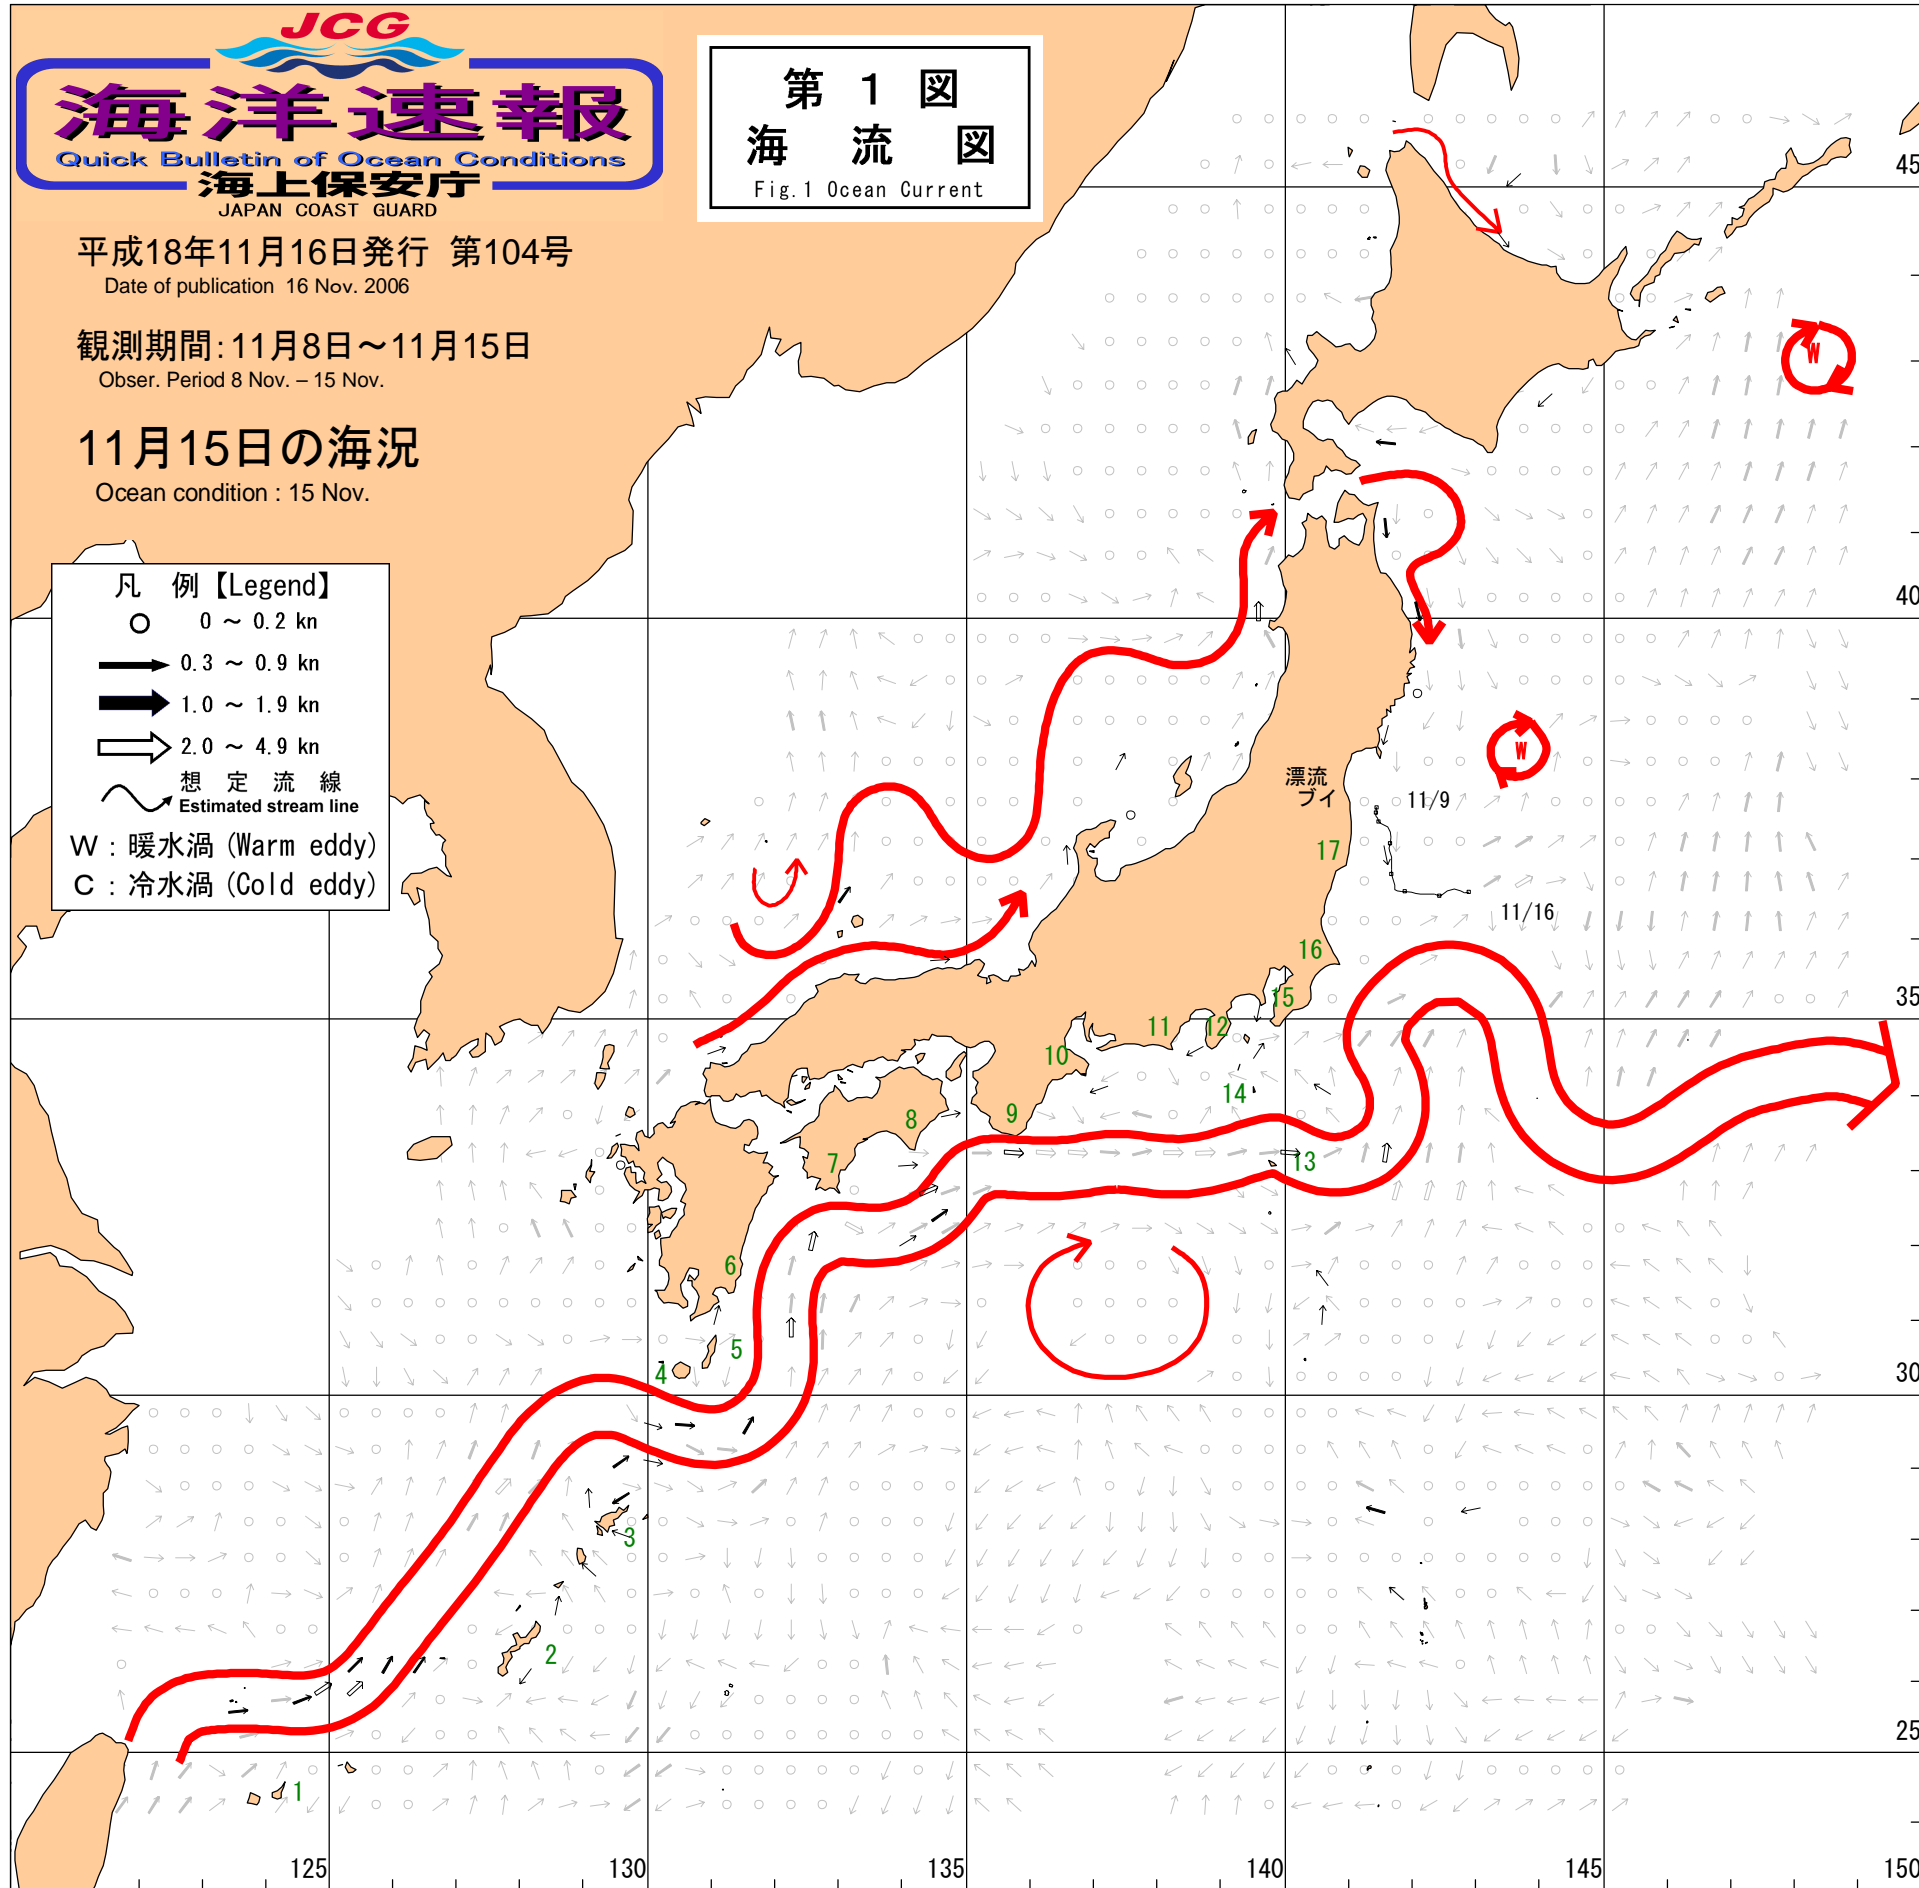 JCG
海洋速報
Quick Bulletin of Ocean Conditions
海上保安庁
JAPAN COAST GUARD
平成18年11月16日発行 第104号
Date of publication 16 Nov. 2006
観測期間:11月8日～11月15日
Obser. Period 8 Nov. – 15 Nov.
11月15日の海況
Ocean condition : 15 Nov.
第 1 図
海 流 図
Fig.1 Ocean Current
凡 例【Legend】
0 ～ 0.2 kn
0.3 ～ 0.9 kn
1.0 ～ 1.9 kn
2.0 ～ 4.9 kn
想 定 流 線
Estimated stream line
W : 暖水渦 (Warm eddy)
C : 冷水渦 (Cold eddy)
45
W
40
W
漂流
ブイ
11/9
17
11/16
16
15
35
12
11
10
14
9
8
7
13
6
5
4
30
3
2
25
1
125
130
135
140
145
150